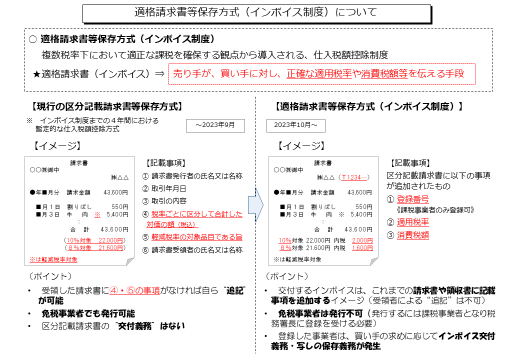 適格請求書等保存方式（インボイス制度）について
○ 適格請求書等保存方式（インボイス制度）
複数税率下において適正な課税を確保する観点から導入される、仕入税額控除制度
★適格請求書（インボイス）⇒ 売り手が、買い手に対し、正確な適用税率や消費税額等を伝える手段
【現行の区分記載請求書等保存方式】
※ インボイス制度までの４年間における
暫定的な仕入税額控除方式
～2023年9月
【イメージ】
請求書
○○㈱御中
㈱△△
●年■月分 請求金額 43,600円
■月１日 割りばし 550円
■月３日 牛 肉 ※ 5,400円
：
合 計 43,600円
（10%対象 22,000円）
（８%対象 21,600円）
※は軽減税率対象
【記載事項】
① 請求書発行者の氏名又は名称
② 取引年月日
③ 取引の内容
④ 税率ごとに区分して合計した
対価の額（税込）
⑤ 軽減税率の対象品目である旨
⑥ 請求書受領者の氏名又は名称
（ポイント）
・ 受領した請求書に④・⑤の事項がなければ自ら“追記”
が可能
・ 免税事業者でも発行可能
・ 区分記載請求書の“交付義務”はない
【適格請求書等保存方式（インボイス制度）】
2023年10月～
【イメージ】
請求書
○○㈱御中
㈱△△（T1234…）
●年■月分 請求金額 43,600円
■月１日 割りばし 550円
■月３日 牛 肉 ※ 5,400円
：
合 計 43,600円
10%対象 22,000円 内税 2,000円
８%対象 21,600円 内税 1,600円
※は軽減税率対象
【記載事項】
区分記載請求書に以下の事項
が追加されたもの
① 登録番号
《課税事業者のみ登録可》
② 適用税率
③ 消費税額
（ポイント）
・ 交付するインボイスは、これまでの請求書や領収書に記載
事項を追加するイメージ（受領者による“追記”は不可）
・ 免税事業者は発行不可（発行するには課税事業者となり税
務署長に登録を受ける必要）
・ 登録した事業者は、買い手の求めに応じてインボイス交付
義務・写しの保存義務が発生